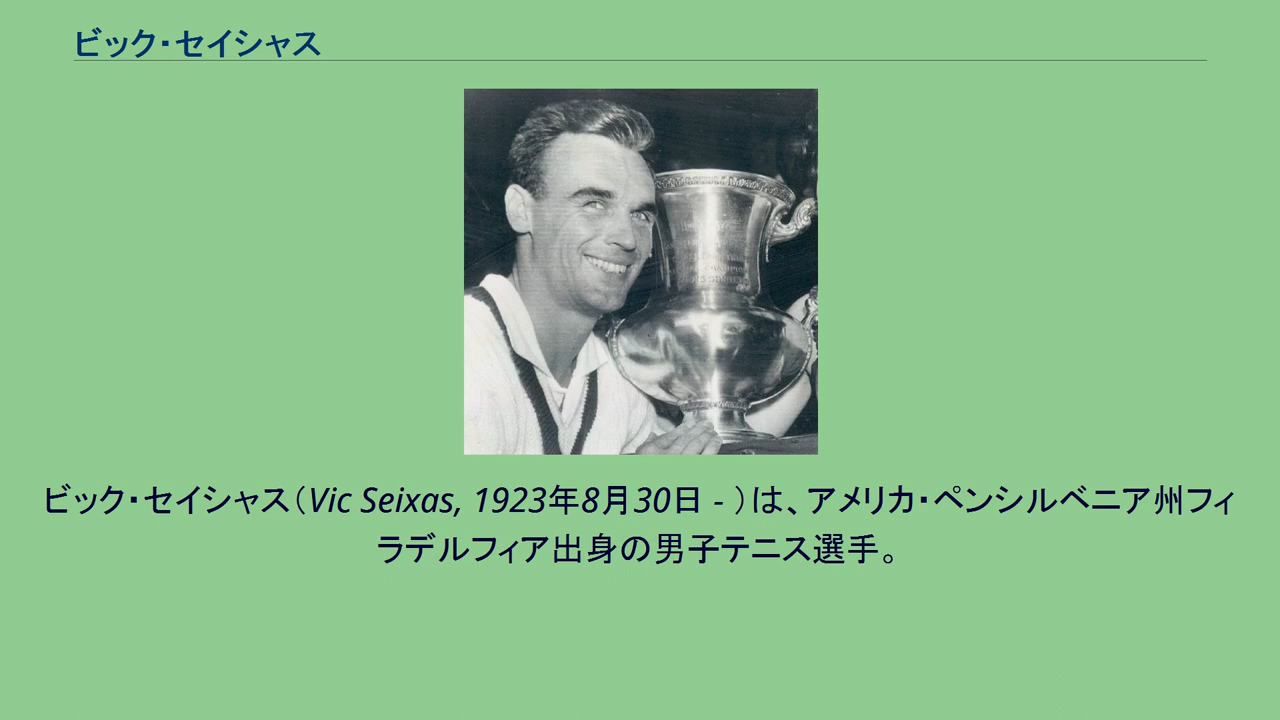 ビック・セイシャス
ビック・セイシャス（Vic Seixas, 1923年8月30日 - ）は、アメリカ・ペンシルベニア州フィ
ラデルフィア出身の男子テニス選手。